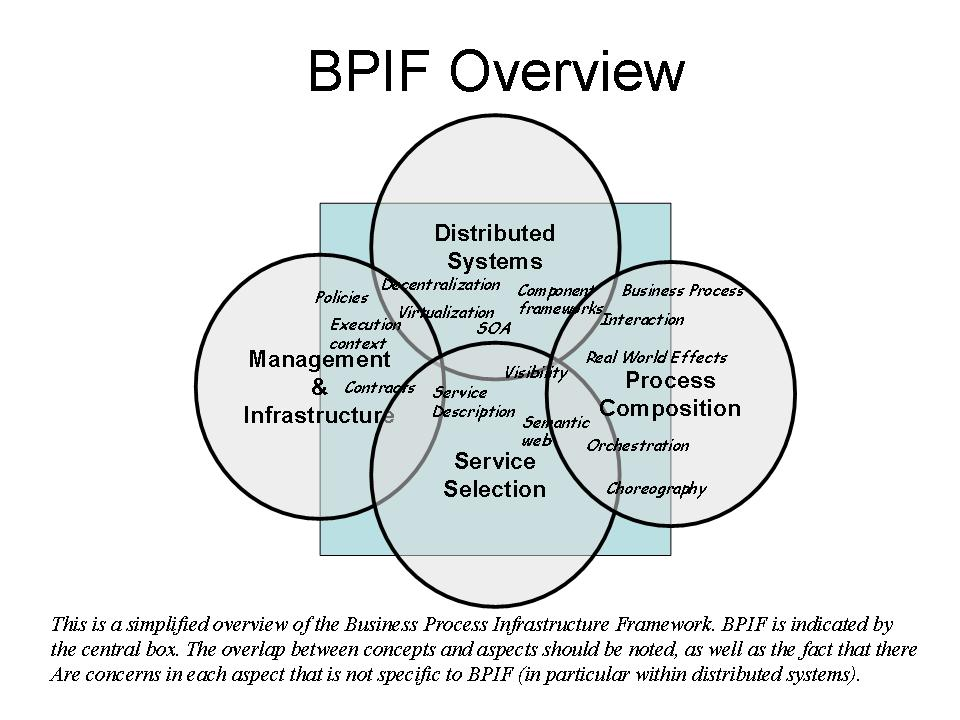 BPIF Overview
Distributed
Systems
Decentralization
Component
frameworks
Virtualization
SOA
Policies
Execution
context
Management
&
Infrastructure
Contracts
Business Process
Interaction
Real World Effects
Process
Composition
Orchestration
Choreography
Visibility
Service
Description
Semantic
web
Service
Selection
This is a simplified overview of the Business Process Infrastructure Framework. BPIF is indicated by
the central box. The overlap between concepts and aspects should be noted, as well as the fact that there
Are concerns in each aspect that is not specific to BPIF (in particular within distributed systems).